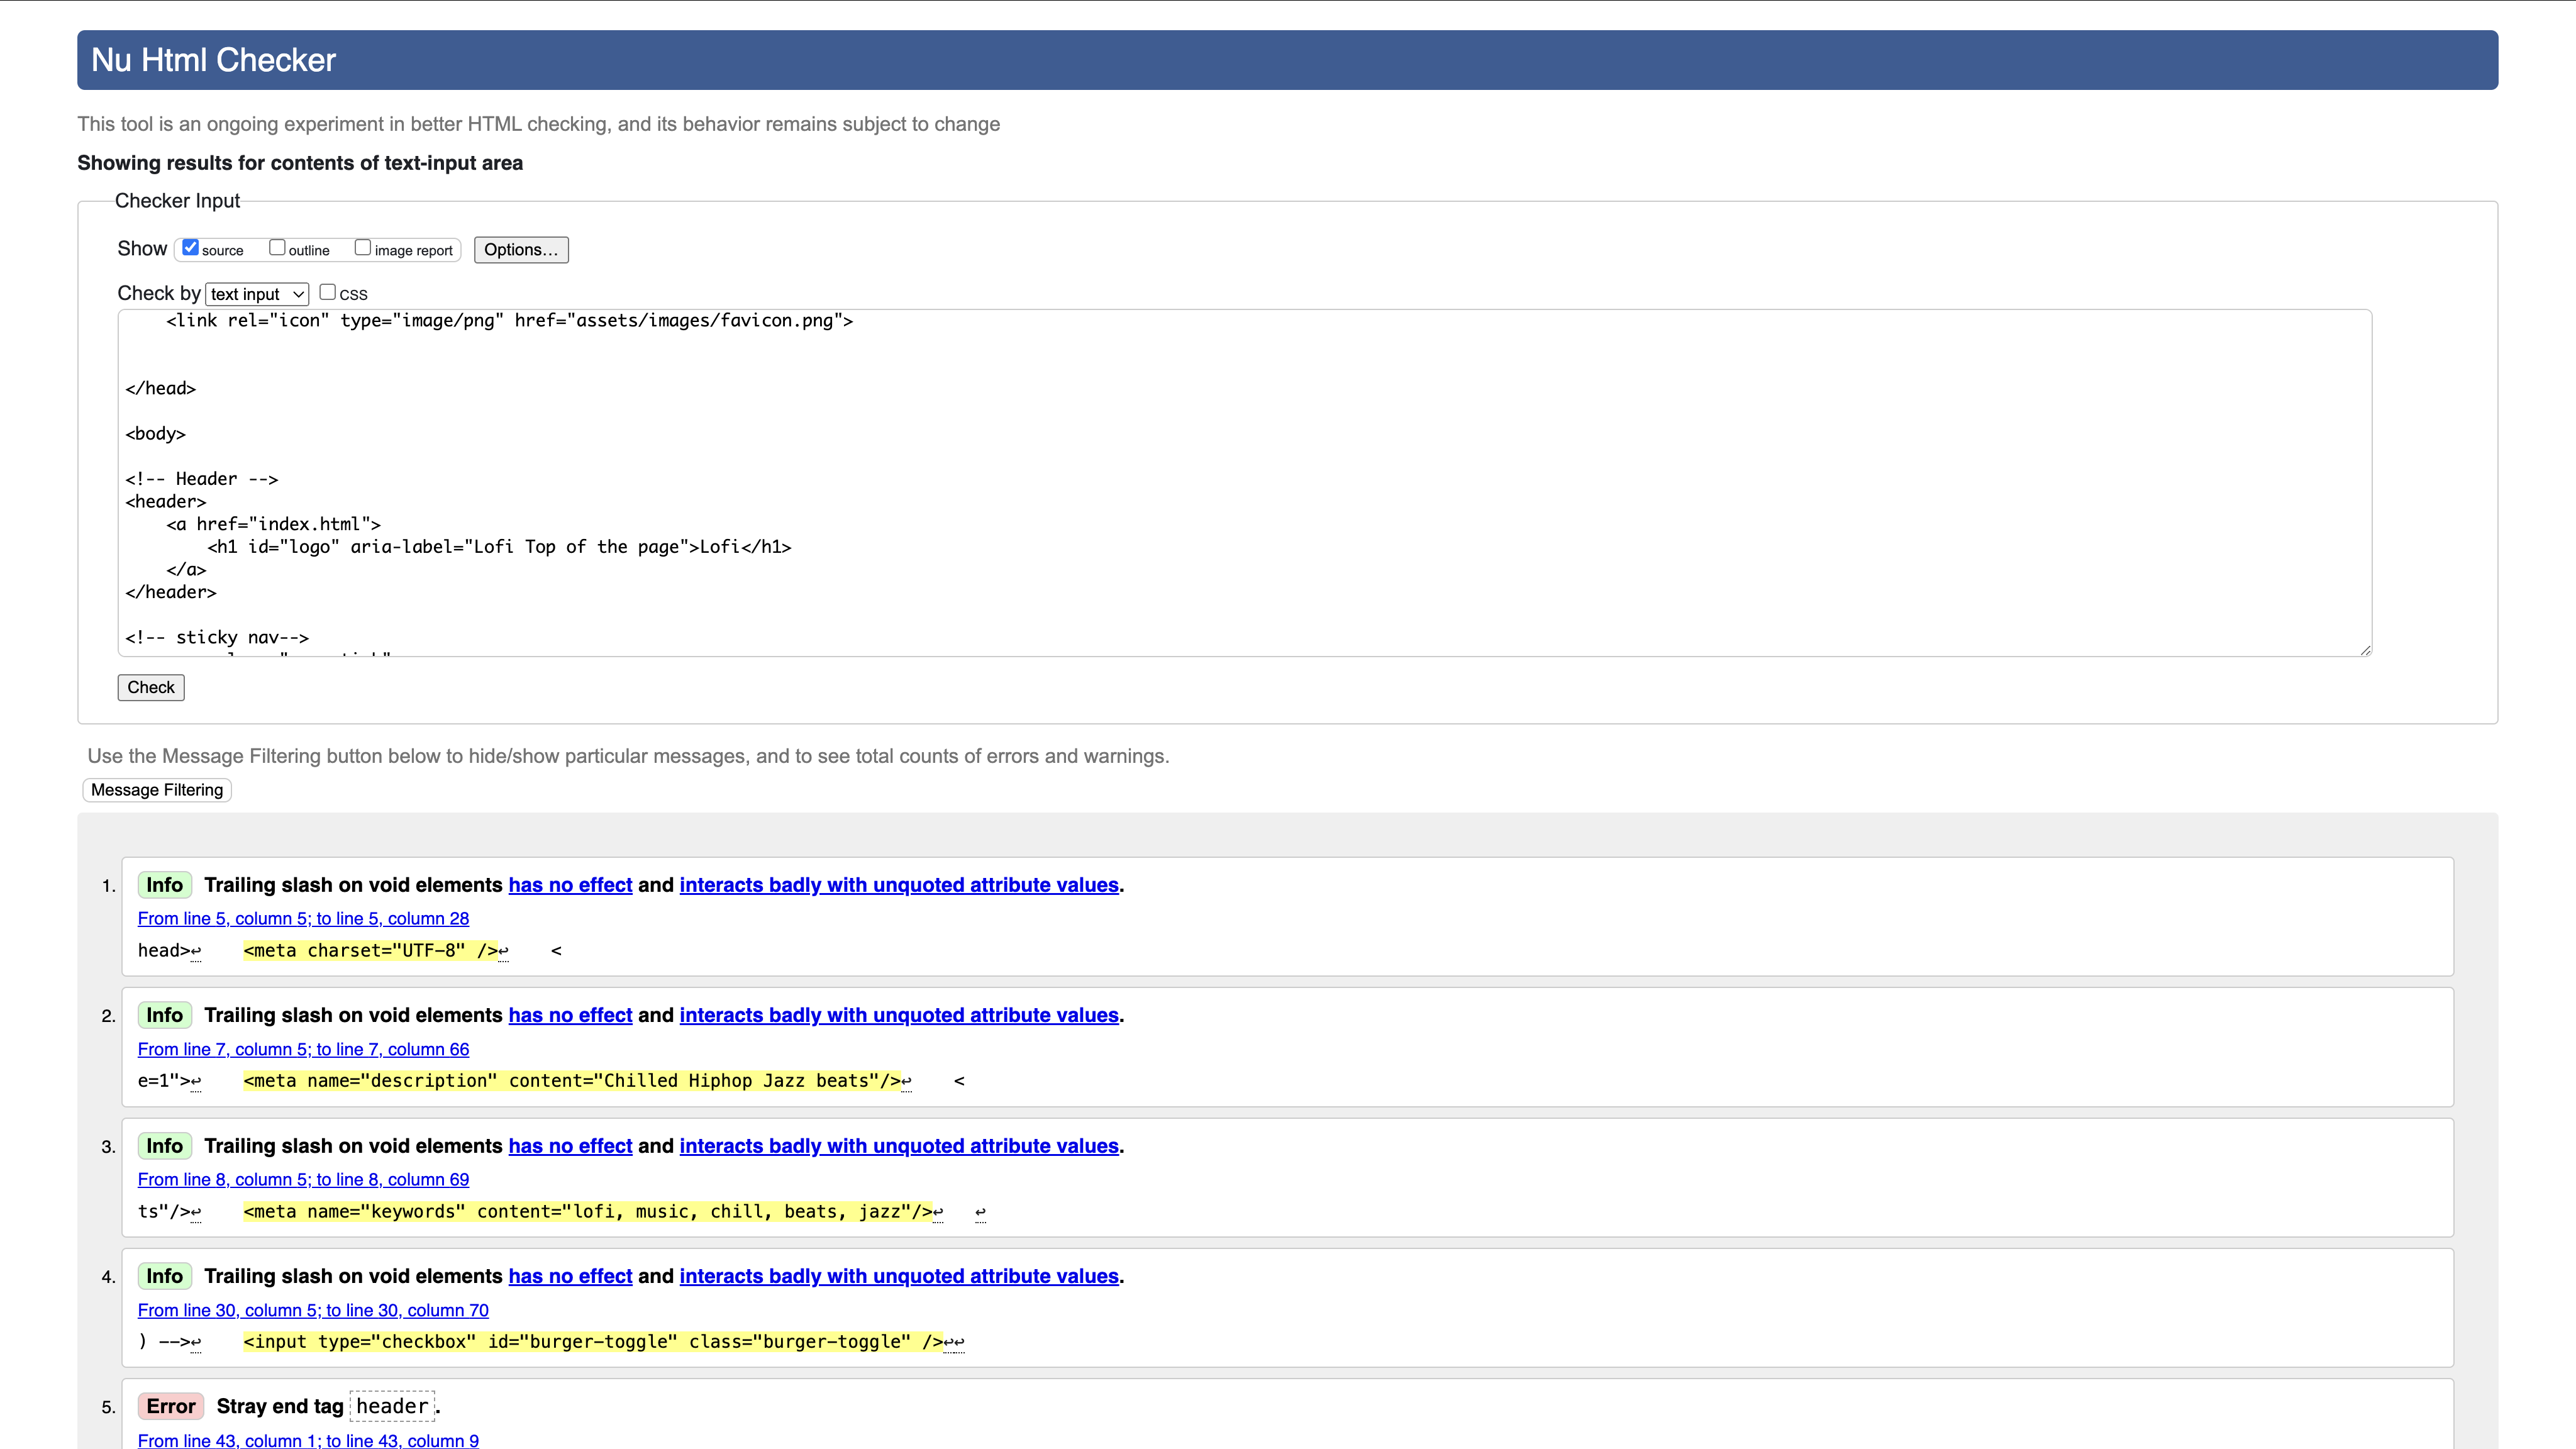 Nu Html Checker
This tool is an ongoing experiment in better HTML checking, and its behavior remains subject to change
Showing results for contents of text-input area
Checker Input
Show source outline image report Options…
Check by text input CSS
<link rel="icon" type="image/png" href="assets/images/favicon.png">
</head>
<body>
<!-- Header -->
<header>
<a href="index.html">
<h1 id="logo" aria-label="Lofi Top of the page">Lofi</h1>
</a>
</header>
<!-- sticky nav-->
Check
Use the Message Filtering button below to hide/show particular messages, and to see total counts of errors and warnings.
Message Filtering
1. Info Trailing slash on void elements has no effect and interacts badly with unquoted attribute values.
From line 5, column 5; to line 5, column 28
head>↩ <meta charset="UTF-8" />↩ <
2. Info Trailing slash on void elements has no effect and interacts badly with unquoted attribute values.
From line 7, column 5; to line 7, column 66
e=1">↩ <meta name="description" content="Chilled Hiphop Jazz beats"/>↩ <
3. Info Trailing slash on void elements has no effect and interacts badly with unquoted attribute values.
From line 8, column 5; to line 8, column 69
ts"/>↩ <meta name="keywords" content="lofi, music, chill, beats, jazz"/>↩ ↩
4. Info Trailing slash on void elements has no effect and interacts badly with unquoted attribute values.
From line 30, column 5; to line 30, column 70
) -->↩ <input type="checkbox" id="burger-toggle" class="burger-toggle" />↩↩
5. Error Stray end tag header.
From line 43, column 1; to line 43, column 9